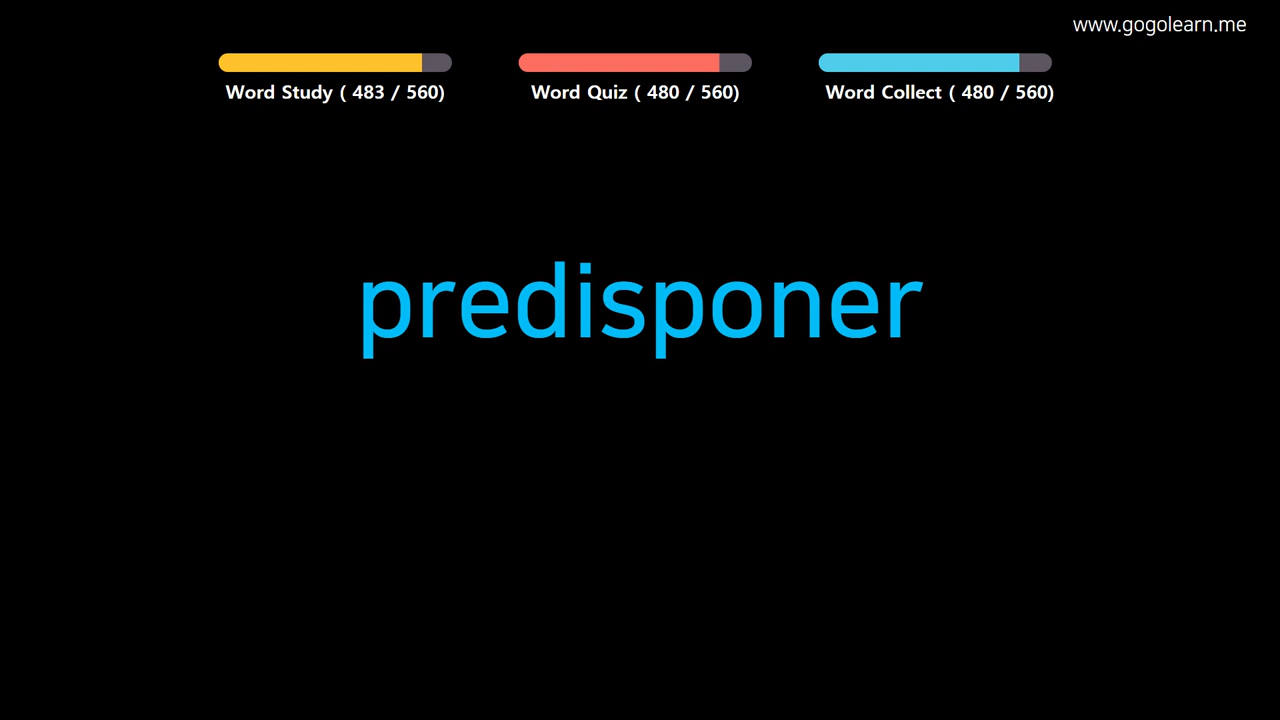 www.gogolearn.me
Word Study ( 483 / 560)
Word Quiz ( 480 / 560)
Word Collect ( 480 / 560)
predisponer